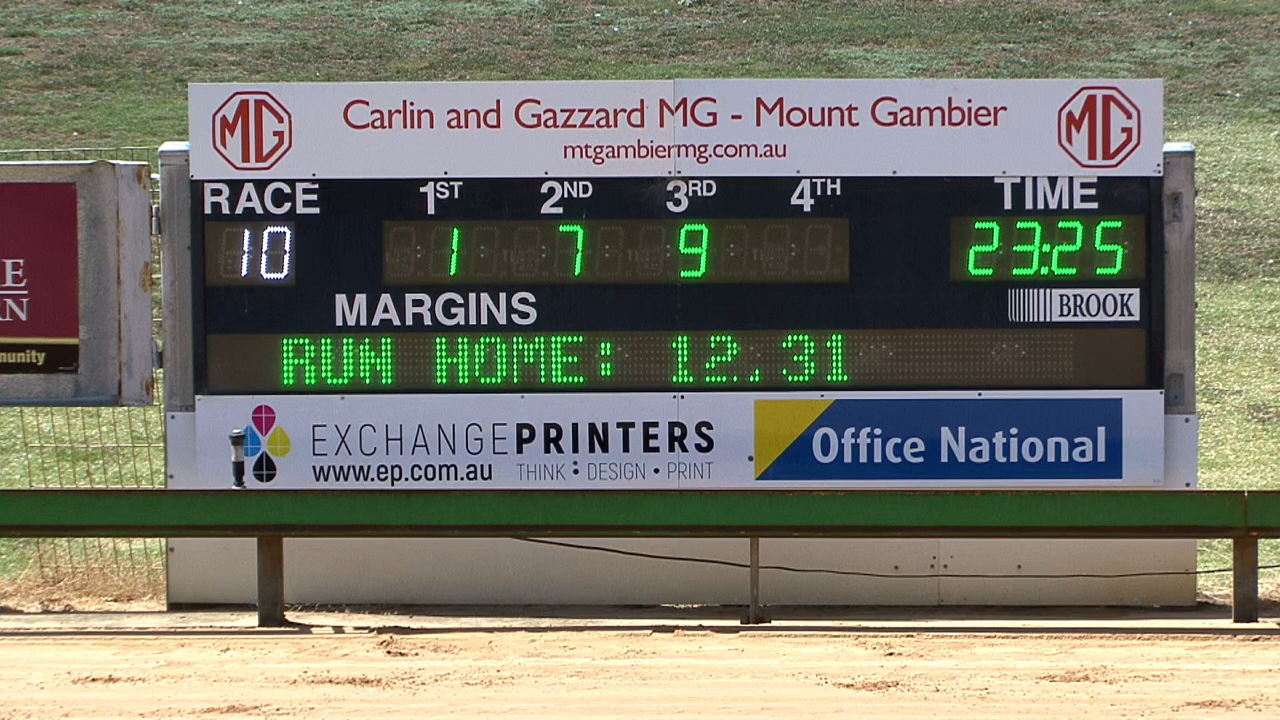 MG Carlin and Gazzard MG - Mount Gambier MG
mtgambiermg.com.au
RACE 1ST 2ND 3RD 4TH TIME
10 1 7 9 23:25
MARGINS
BROOK
RUN HOME: 12.31
EXCHANGEPRINTERS
www.ep.com.au THINK • DESIGN • PRINT
Office National
E
RN
munity